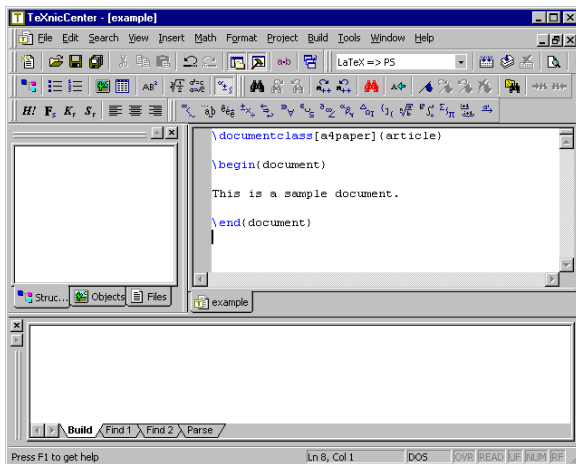 TeXnicCenter - [example]
File Edit Search View Insert Math Format Project Build Tools Window Help
LaTeX => PS
\documentclass[a4paper]{article}
\begin{document}
This is a sample document.
\end{document}
Struc... Objects Files
example
Build Find 1 Find 2 Parse
Press F1 to get help Ln 8, Col 1 DOS OVR READ UF NUM RF